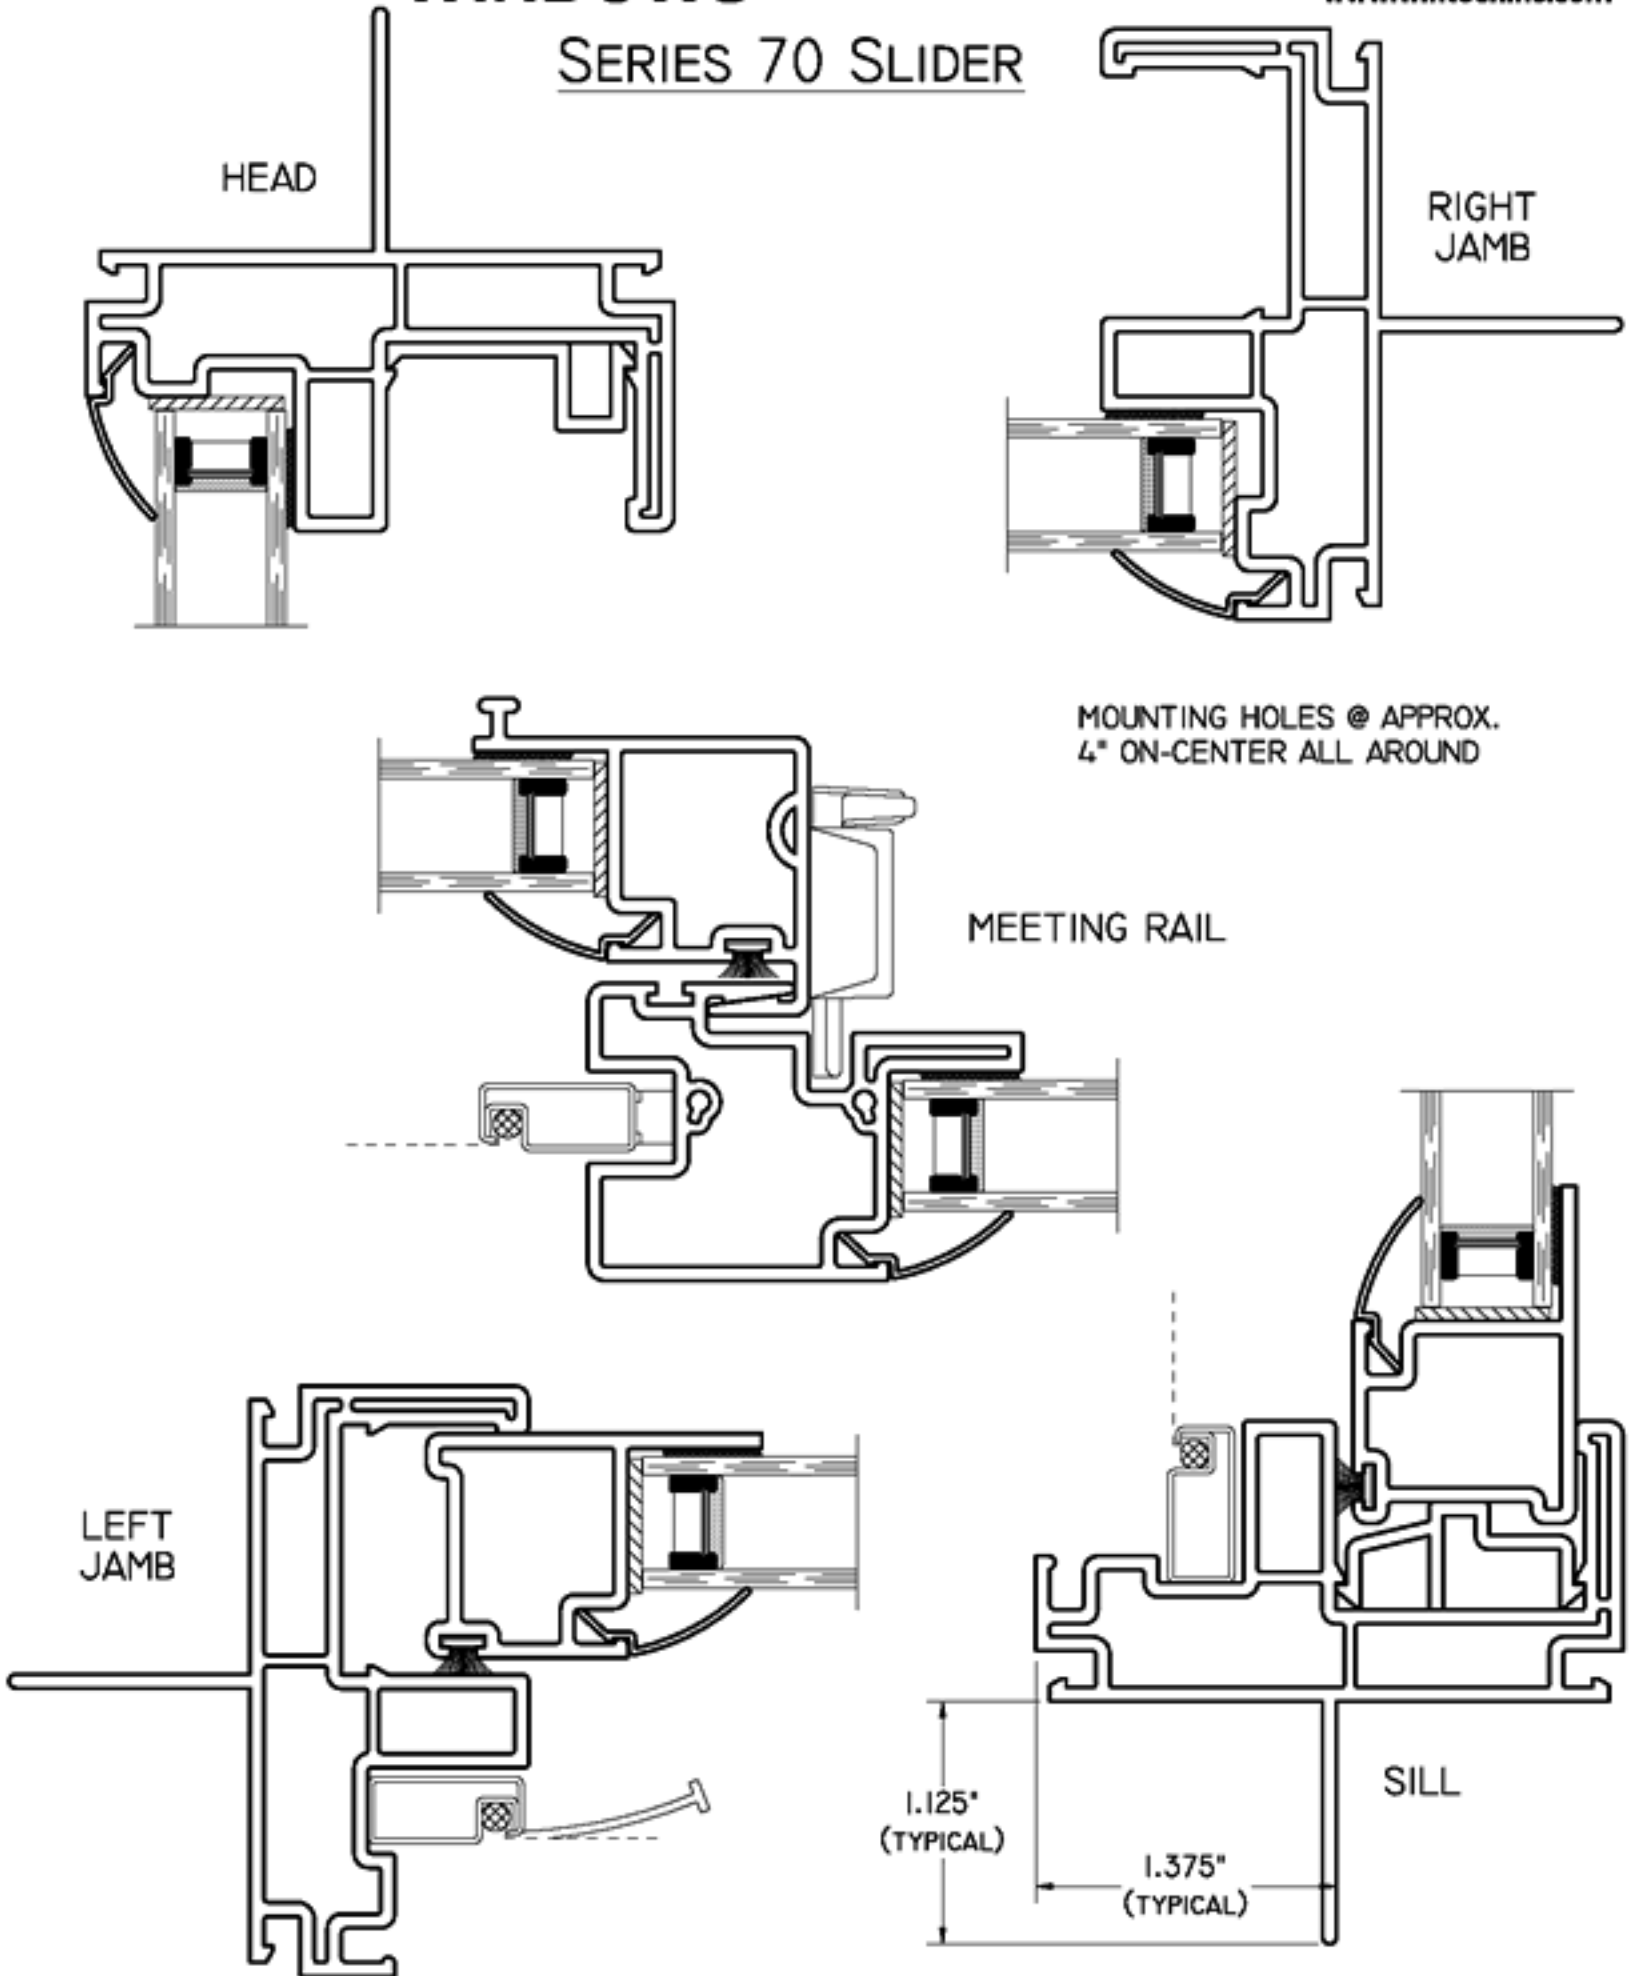 SERIES 70 SLIDER
HEAD
RIGHT
JAMB
MOUNTING HOLES @ APPROX.
4" ON-CENTER ALL AROUND
MEETING RAIL
LEFT
JAMB
SILL
1.125"
(TYPICAL)
1.375"
(TYPICAL)